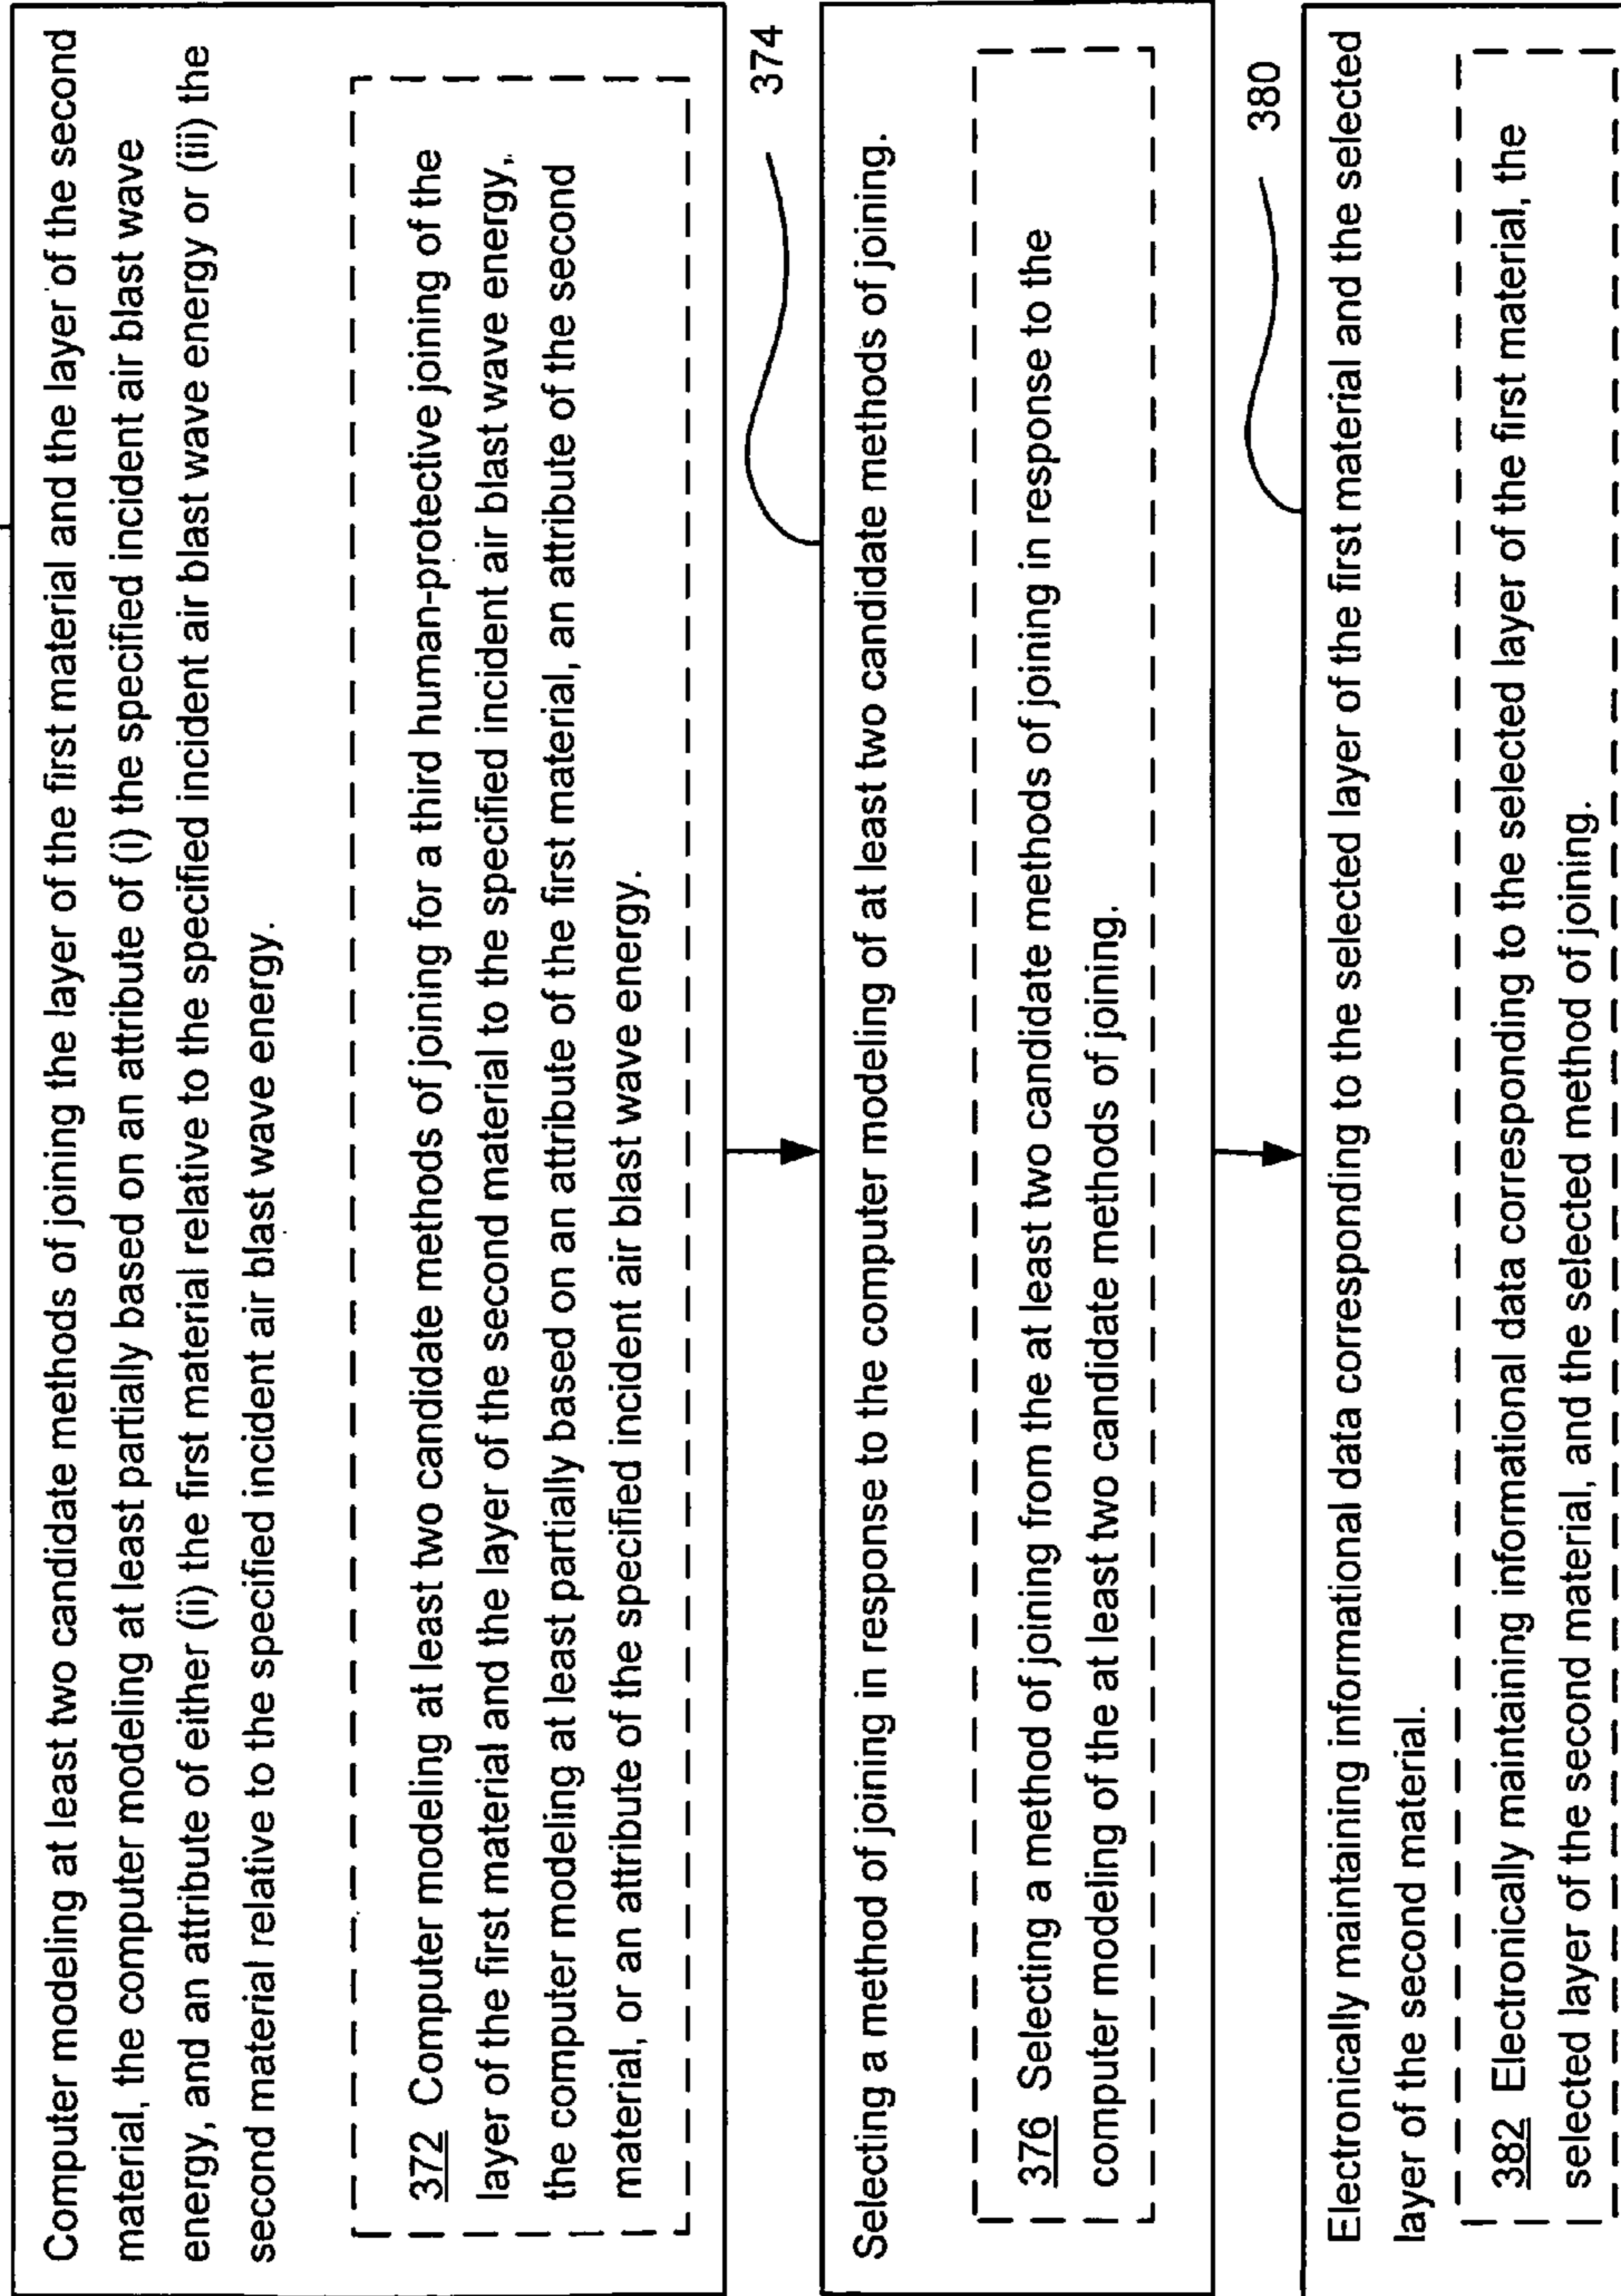 Computer modeling at least two candidate methods of joining the layer of the first material and the layer of the second
material, the computer modeling at least partially based on an attribute of (i) the specified incident air blast wave
energy, and an attribute of either (ii) the first material relative to the specified incident air blast wave energy or (iii) the
second material relative to the specified incident air blast wave energy.
372 Computer modeling at least two candidate methods of joining for a third human-protective joining of the
layer of the first material and the layer of the second material to the specified incident air blast wave energy,
the computer modeling at least partially based on an attribute of the first material, an attribute of the second
material, or an attribute of the specified incident air blast wave energy.
374
Selecting a method of joining in response to the computer modeling of at least two candidate methods of joining.
376 Selecting a method of joining from the at least two candidate methods of joining in response to the
computer modeling of the at least two candidate methods of joining.
380
Electronically maintaining informational data corresponding to the selected layer of the first material and the selected
layer of the second material.
382 Electronically maintaining informational data corresponding to the selected layer of the first material, the
selected layer of the second material, and the selected method of joining.